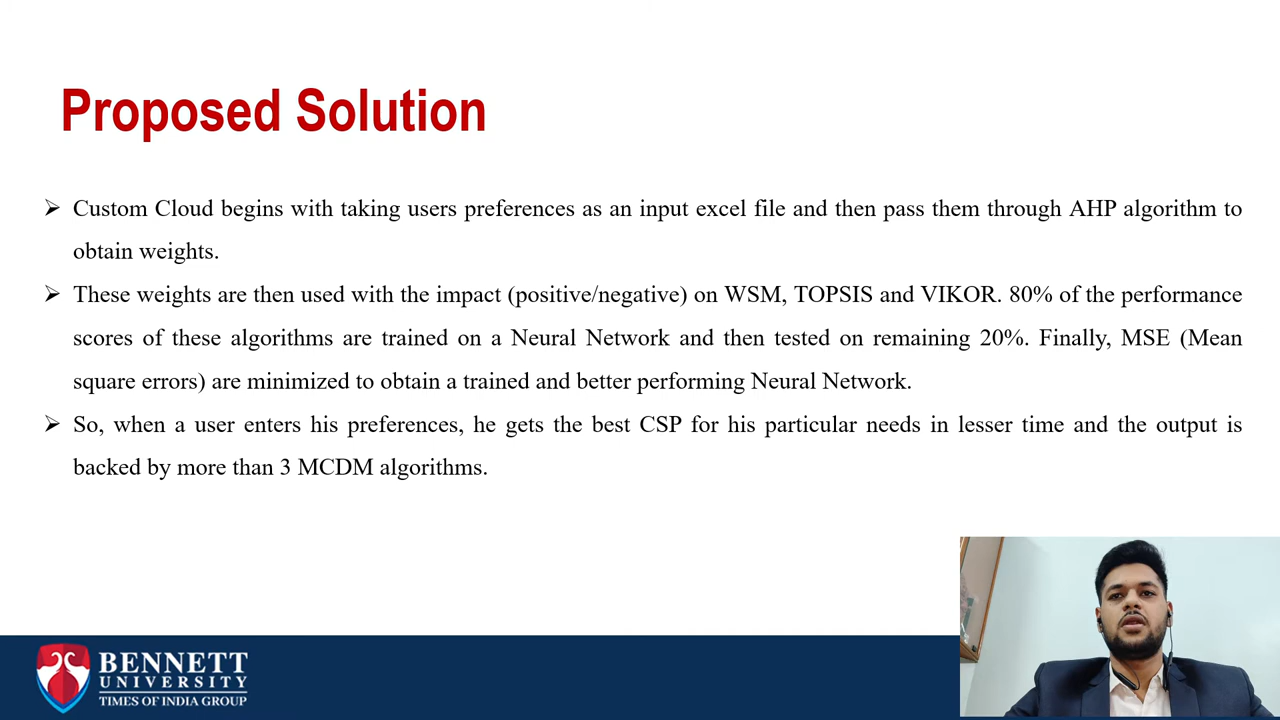 Proposed Solution
➢ Custom Cloud begins with taking users preferences as an input excel file and then pass them through AHP algorithm to
obtain weights.
➢ These weights are then used with the impact (positive/negative) on WSM, TOPSIS and VIKOR. 80% of the performance
scores of these algorithms are trained on a Neural Network and then tested on remaining 20%. Finally, MSE (Mean
square errors) are minimized to obtain a trained and better performing Neural Network.
➢ So, when a user enters his preferences, he gets the best CSP for his particular needs in lesser time and the output is
backed by more than 3 MCDM algorithms.
BENNETT
UNIVERSITY
TIMES OF INDIA GROUP